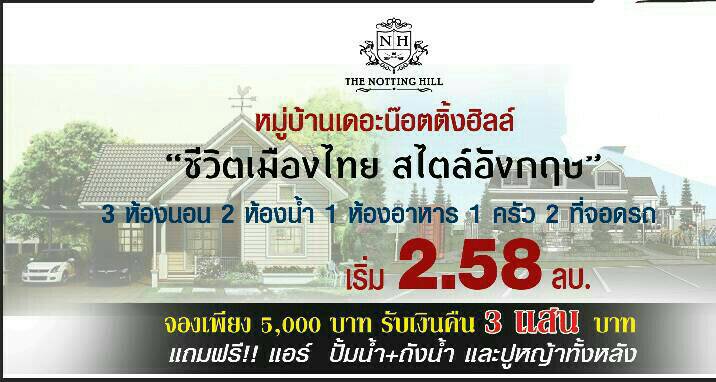 NH
THE NOTTING HILL
หมู่บ้านเดอะน๊อตติ้งฮิลล์
“ชีวิตเมืองไทย สไตล์อังกฤษ”
3 ห้องนอน 2 ห้องน้ำ 1 ห้องอาหาร 1 ครัว 2 ที่จอดรถ
เริ่ม 2.58 ลบ.
จองเพียง 5,000 บาท รับเงินคืน 3 แสน บาท
แถมฟรี!! แอร์ ปั้มน้ำ+ถังน้ำ และปูหญ้าทั้งหลัง